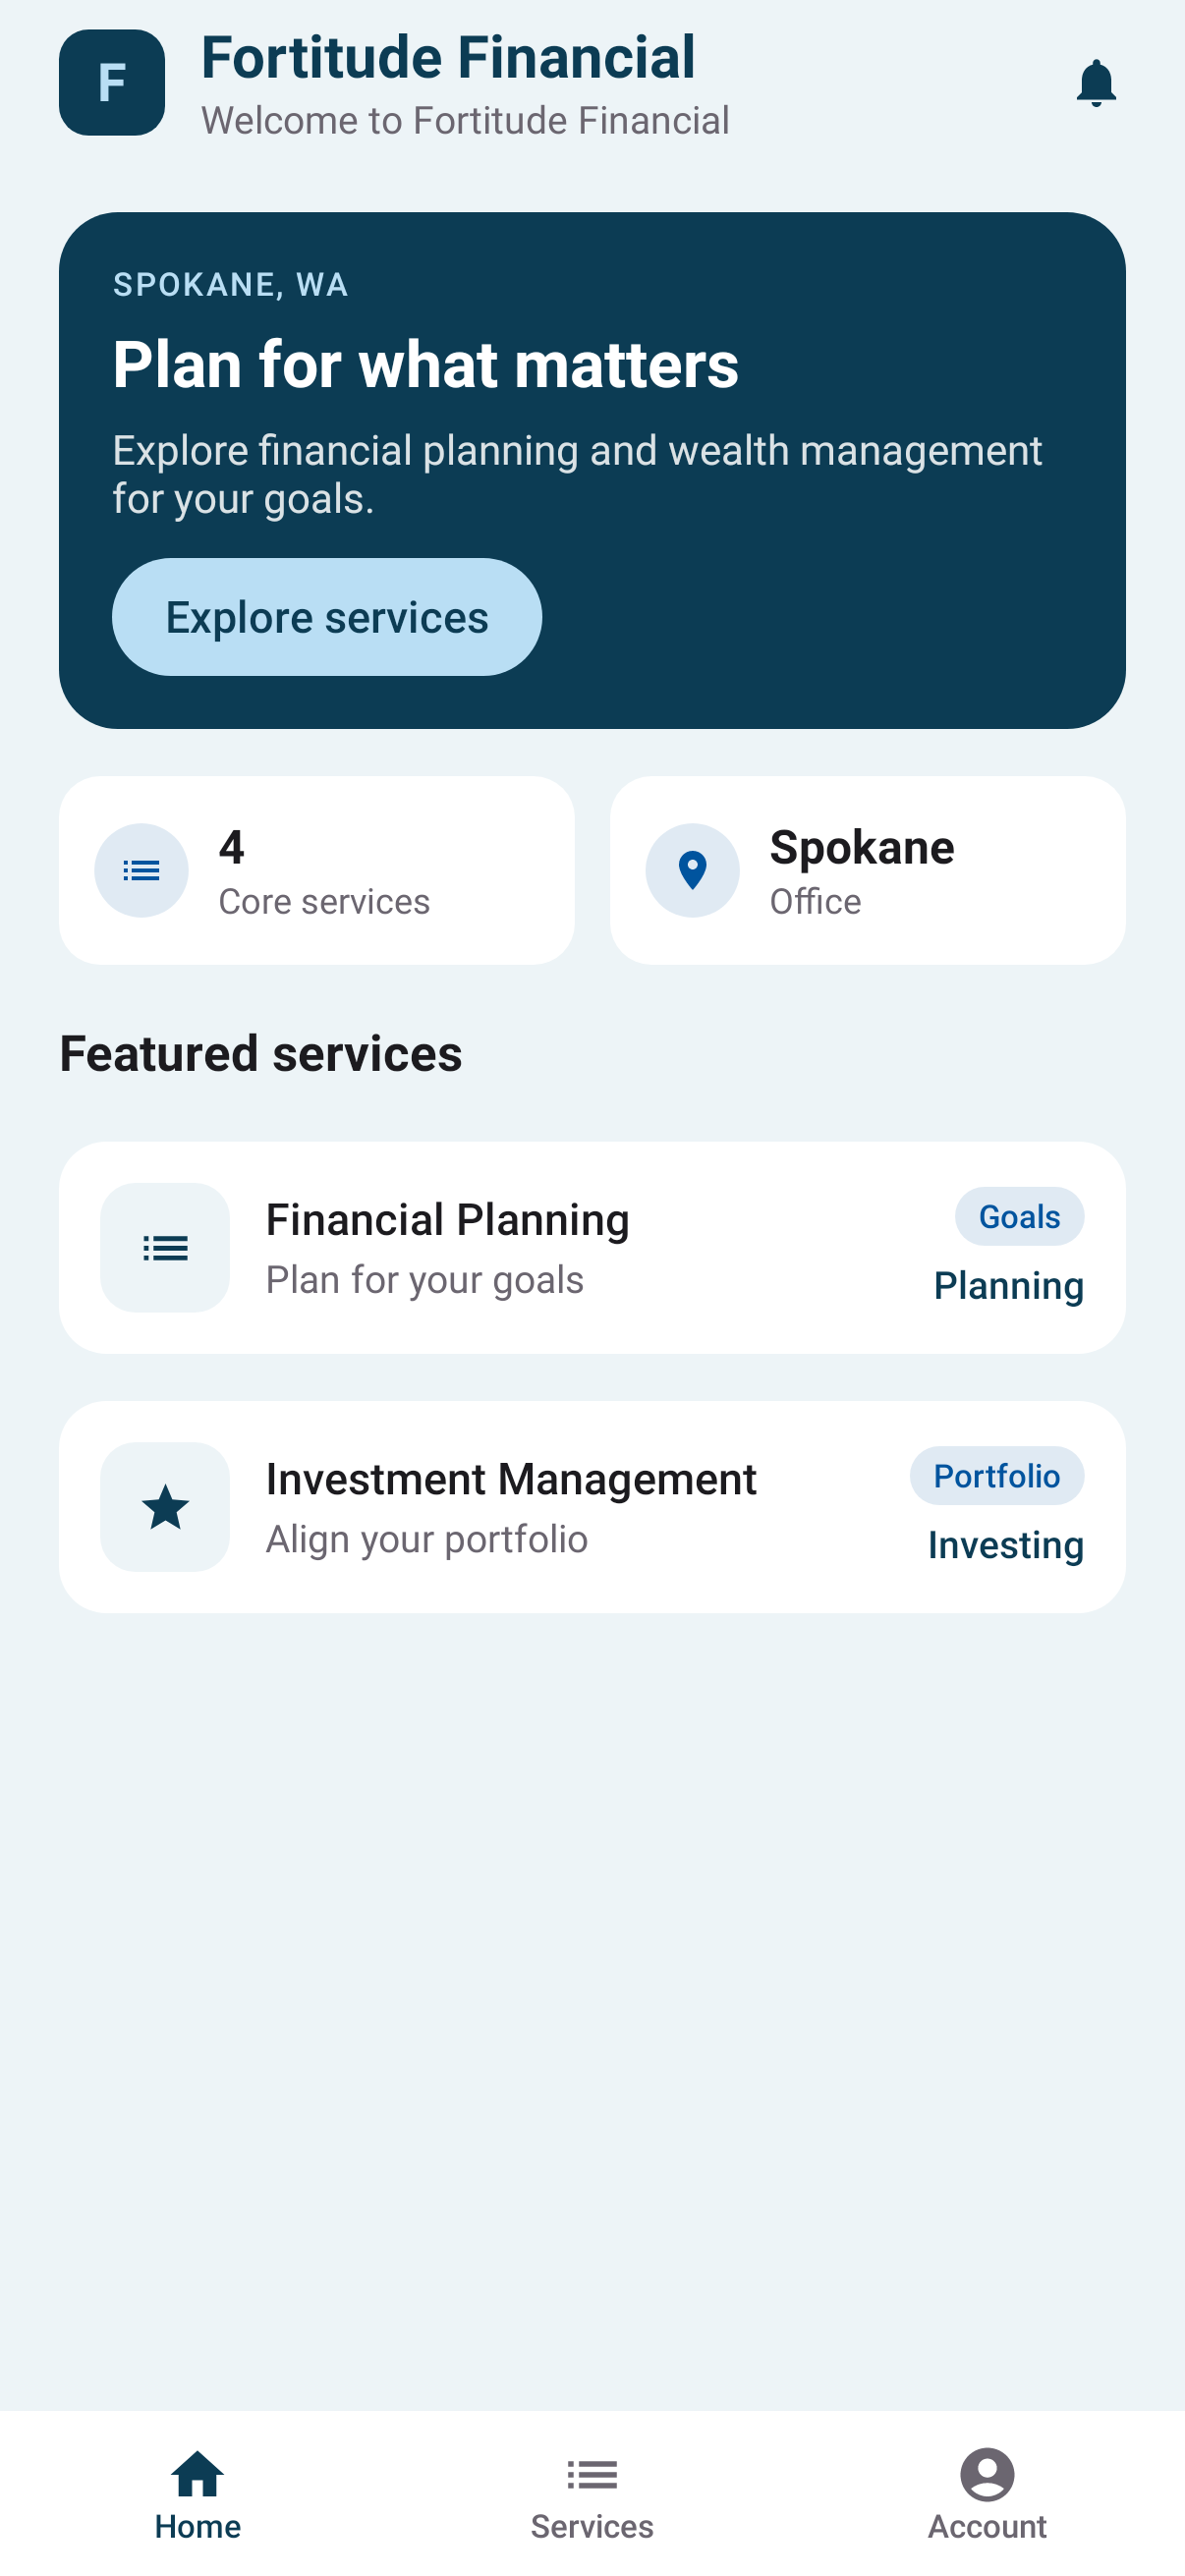 F
Fortitude Financial
Welcome to Fortitude Financial
SPOKANE, WA
Plan for what matters
Explore financial planning and wealth management
for your goals.
Explore services
4
Core services
Spokane
Office
Featured services
Financial Planning
Plan for your goals
Goals
Planning
Investment Management
Align your portfolio
Portfolio
Investing
Home
Services
Account